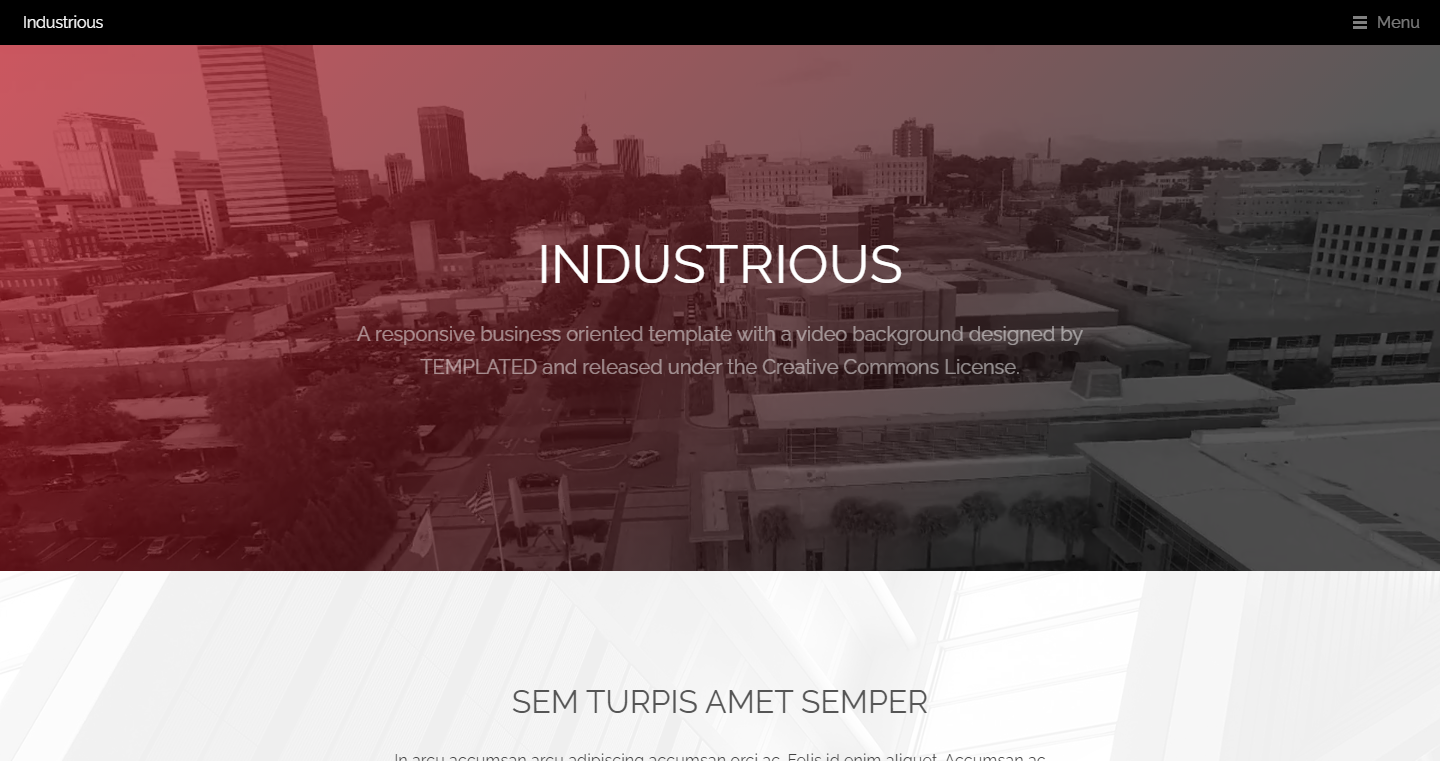 Industrious
Menu
INDUSTRIOUS
A responsive business oriented template with a video background designed by
TEMPLATED and released under the Creative Commons License.
SEM TURPIS AMET SEMPER
In arcu accumsan arcu adipiscing accumsan orci ac. Felis id enim aliquet. Accumsan ac